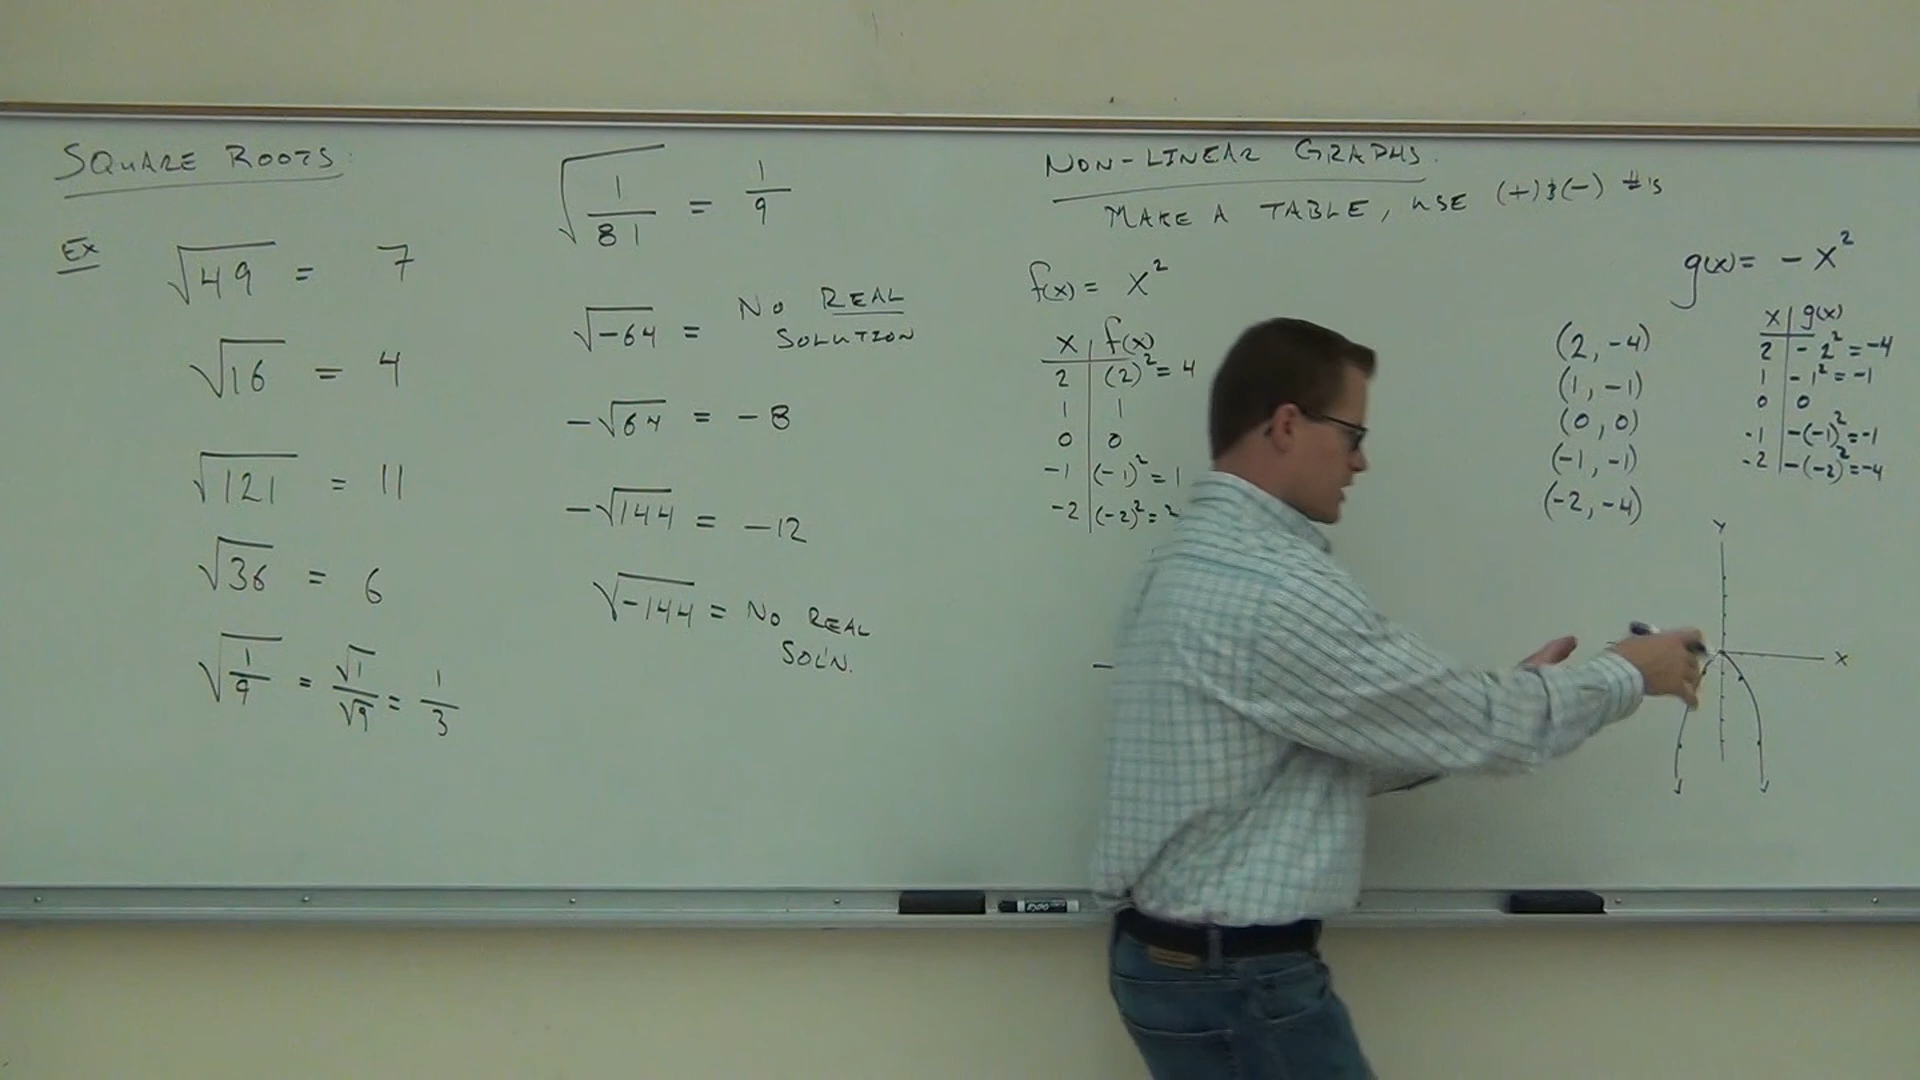 SQUARE ROOTS:
Ex
√49 = 7
√16 = 4
√121 = 11
√36 = 6
√(1/9) = √1/√9 = 1/3
√(1/81) = 1/9
√-64 = NO REAL
SOLUTION
-√64 = -8
-√144 = -12
√-144 = NO REAL
SOL'N.
NON-LINEAR GRAPHS.
MAKE A TABLE, USE (+)&(-) #'s
f(x) = x²
x | f(x)
2 | (2)² = 4
1 | 1
0 | 0
-1 | (-1)² = 1
-2 | (-2)² =
(2, -4)
(1, -1)
(0, 0)
(-1, -1)
(-2, -4)
g(x) = -x²
x | g(x)
2 | -2² = -4
1 | -1² = -1
0 | 0
-1 | -(-1)² = -1
-2 | -(-2)² = -4
Y
X